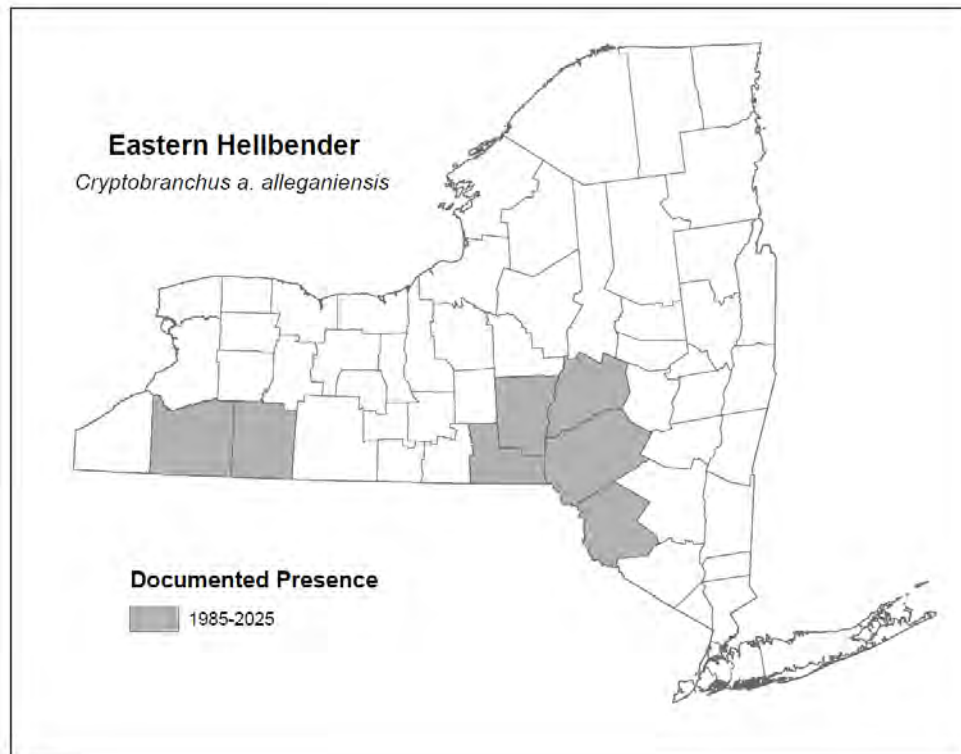 Eastern Hellbender
Cryptobranchus a. alleganiensis
Documented Presence
1985-2025